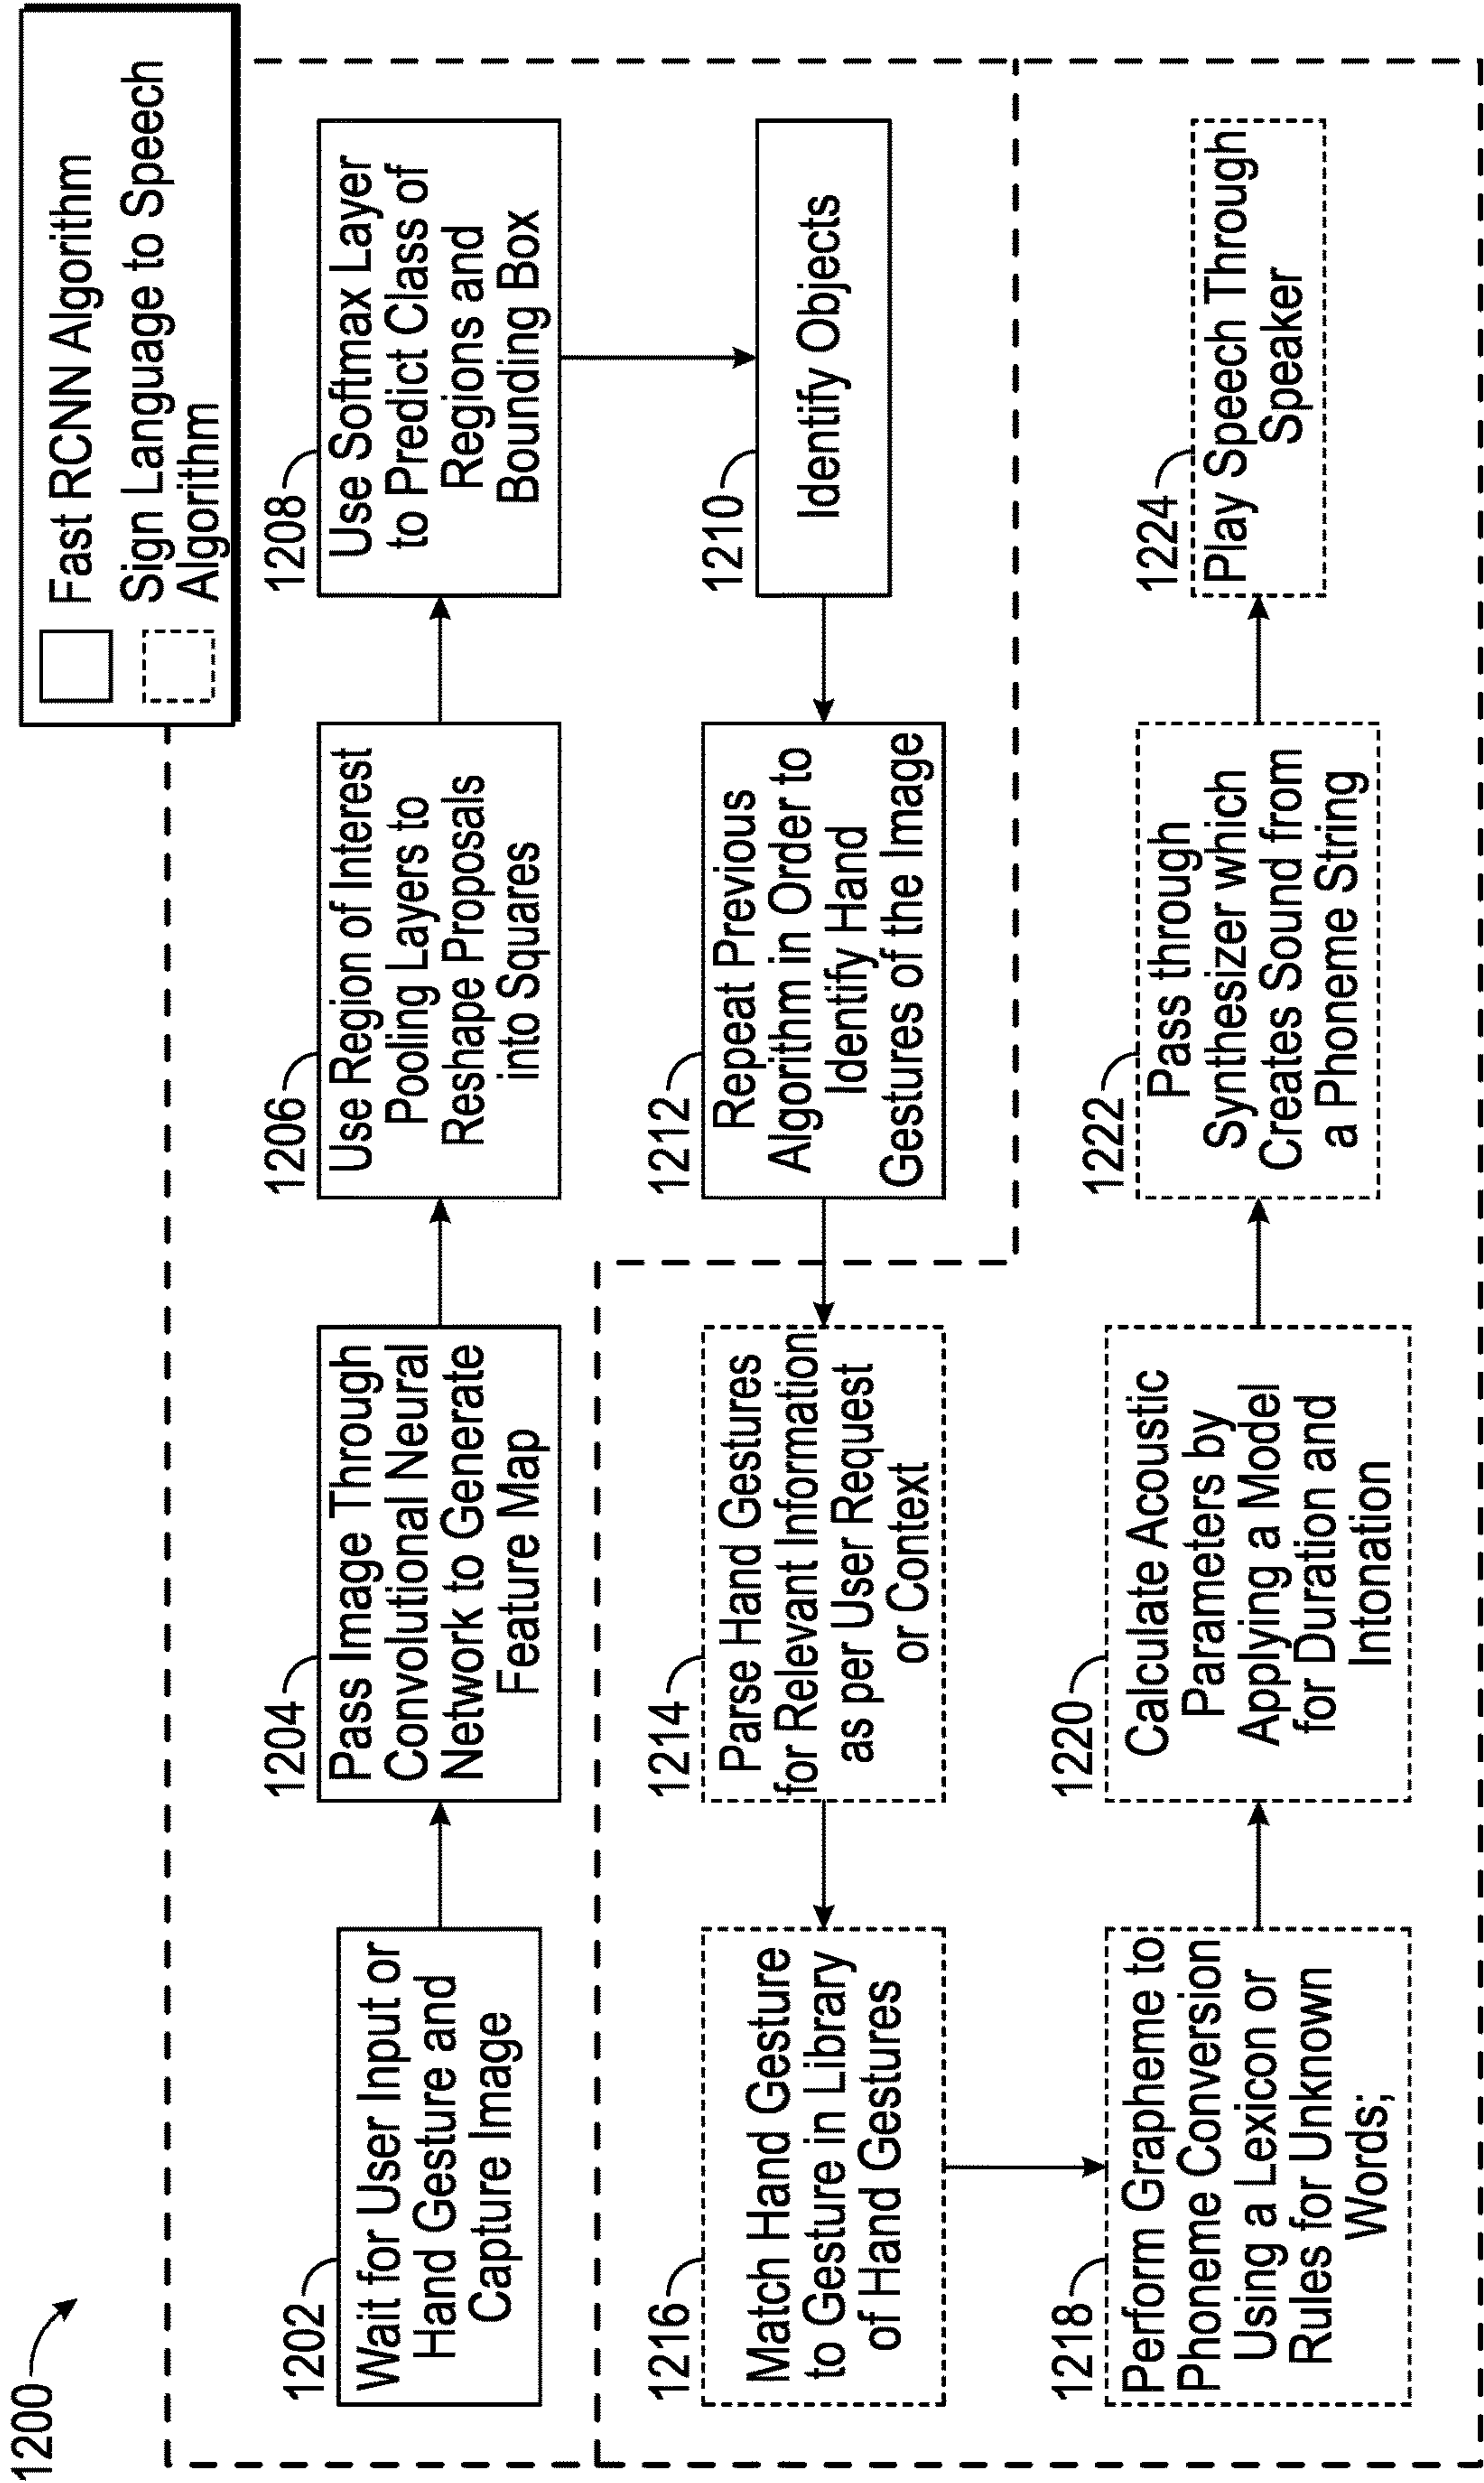 1200
Fast RCNN Algorithm
Sign Language to Speech
Algorithm
1202
Wait for User Input or
Hand Gesture and
Capture Image
1204
Pass Image Through
Convolutional Neural
Network to Generate
Feature Map
1206
Use Region of Interest
Pooling Layers to
Reshape Proposals
into Squares
1208
Use Softmax Layer
to Predict Class of
Regions and
Bounding Box
1210
Identify Objects
1212
Repeat Previous
Algorithm in Order to
Identify Hand
Gestures of the Image
1214
Parse Hand Gestures
for Relevant Information
as per User Request
or Context
1216
Match Hand Gesture
to Gesture in Library
of Hand Gestures
1218
Perform Grapheme to
Phoneme Conversion
Using a Lexicon or
Rules for Unknown
Words;
1220
Calculate Acoustic
Parameters by
Applying a Model
for Duration and
Intonation
1222
Pass through
Synthesizer which
Creates Sound from
a Phoneme String
1224
Play Speech Through
Speaker